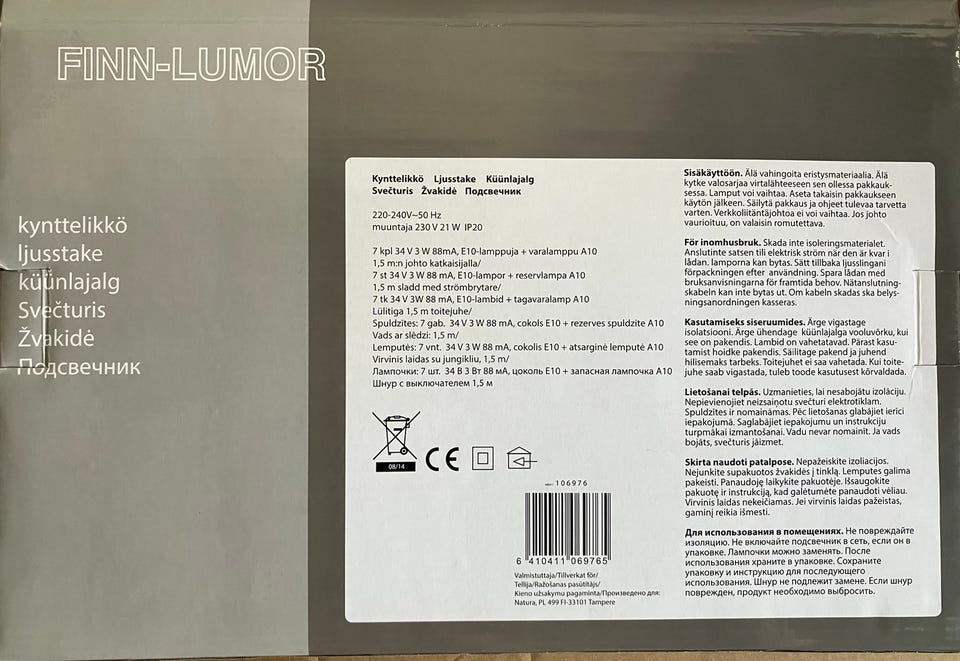 FINN-LUMOR
kynttelikkö
ljusstake
küünlajalg
Svečturis
Žvakidė
Подсвечник
Kynttelikkö Ljusstake Küünlajalg
Svečturis Žvakidė Подсвечник
220-240V~50 Hz
muuntaja 230 V 21 W IP20
7 kpl 34 V 3 W 88mA, E10-lamppuja + varalamppu A10
1,5 m:n johto katkaisijalla/
7 st 34 V 3 W 88 mA, E10-lampor + reservlampa A10
1,5 m sladd med strömbrytare/
7 tk 34 V 3W 88 mA, E10-lambid + tagavaralamp A10
Lülitiga 1,5 m toitejuhe/
Spuldzites: 7 gab. 34 V 3 W 88 mA, cokols E10 + rezerves spuldzite A10
Vads ar slēdzi: 1,5 m/
Lemputės: 7 vnt. 34 V 3 W 88 mA, cokolis E10 + atsarginė lemputė A10
Virvinis laidas su jungikliu, 1,5 m/
Лампочки: 7 шт. 34 В 3 Вт 88 мА, цоколь E10 + запасная лампочка A10
Шнур с выключателем 1,5 м
08/14
CE
106976
6 410411 069765
Valmistuttaja/Tillverkat för/
Tellija/Ražošanas pasūtītājs/
Kieno užsakymu pagaminta/Произведено для:
Natura, PL 499 FI-33101 Tampere
Sisäkäyttöön. Älä vahingoita eristysmateriaalia. Älä
kytke valosarjaa virtalähteeseen sen ollessa pakkauk-
sessa. Lamput voi vaihtaa. Aseta takaisin pakkaukseen
käytön jälkeen. Säilytä pakkaus ja ohjeet tulevaa tarvetta
varten. Verkkoliitäntäjohtoa ei voi vaihtaa. Jos johto
vaurioituu, on valaisin romutettava.
För inomhusbruk. Skada inte isoleringsmaterialet.
Anslutinte satsen till elektrisk ström när den är kvar i
lådan. lamporna kan bytas. Sätt tillbaka ljusslingani
förpackningen efter användning. Spara lådan med
bruksanvisningarna för framtida behov. Nätanslutning-
skabeln kan inte bytas ut. Om kabeln skadas ska belys-
ningsanordningen kasseras.
Kasutamiseks siseruumides. Ärge vigastage
isolatsiooni. Ärge ühendage küünlajalga vooluvõrku, kui
see on pakendis. Lambid on vahetatavad. Pärast kasu-
tamist hoidke pakendis. Säilitage pakend ja juhend
hilisemaks tarbeks. Toitejuhet ei saa vahetada. Kui toite-
juhe saab vigastada, tuleb toode kasutusest kõrvaldada.
Lietošanai telpās. Uzmanieties, lai nesabojātu izolāciju.
Nepievienojiet neizsaiņotu svečturi elektrotīklam.
Spuldzītes ir nomaināmas. Pēc lietošanas glabājiet ierīci
iepakojumā. Saglabājiet iepakojumu un instrukciju
turpmākai izmantošanai. Vadu nevar nomainīt. Ja vads
bojāts, svečturis jāizmet.
Skirta naudoti patalpose. Nepažeiskite izoliacijos.
Nejunkite supakuotos žvakidės į tinklą. Lemputes galima
pakeisti. Panaudoję laikykite pakuotėje. Išsaugokite
pakuotę ir instrukciją, kad galėtumėte panaudoti vėliau.
Virvinis laidas nekeičiamas. Jei virvinis laidas pažeistas,
gaminį reikia išmesti.
Для использования в помещениях. Не повреждайте
изоляцию. Не включайте подсвечник в сеть, если он в
упаковке. Лампочки можно заменять. После
использования храните в упаковке. Сохраните
упаковку и инструкцию для последующего
использования. Шнур не подлежит замене. Если шнур
поврежден, продукт необходимо выбросить.